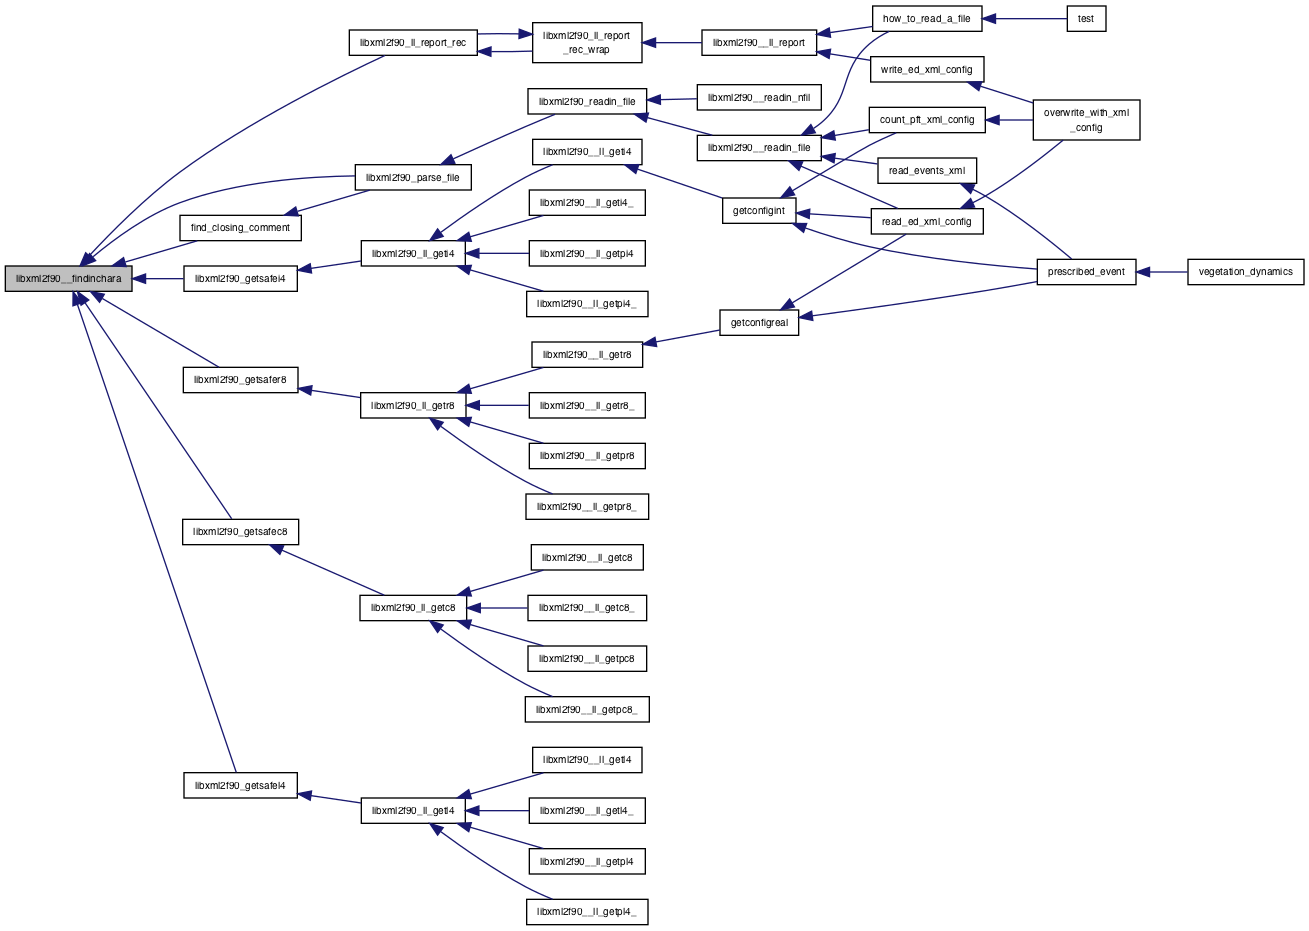 libxml2f90__findinchara
libxml2f90_ll_report_rec
libxml2f90_parse_file
find_closing_comment
libxml2f90_getsafei4
libxml2f90_getsafer8
libxml2f90_getsafec8
libxml2f90_getsafel4
libxml2f90_ll_geti4
libxml2f90_ll_getr8
libxml2f90_ll_getc8
libxml2f90_ll_getl4
libxml2f90_ll_report
_rec_wrap
libxml2f90_readin_file
libxml2f90__ll_geti4
libxml2f90__ll_geti4_
libxml2f90__ll_getpi4
libxml2f90__ll_getpi4_
libxml2f90__ll_getr8
libxml2f90__ll_getr8_
libxml2f90__ll_getpr8
libxml2f90__ll_getpr8_
libxml2f90__ll_getc8
libxml2f90__ll_getc8_
libxml2f90__ll_getpc8
libxml2f90__ll_getpc8_
libxml2f90__ll_getl4
libxml2f90__ll_getl4_
libxml2f90__ll_getpl4
libxml2f90__ll_getpl4_
libxml2f90__ll_report
libxml2f90__readin_nfil
libxml2f90__readin_file
getconfigint
getconfigreal
how_to_read_a_file
write_ed_xml_config
count_pft_xml_config
read_events_xml
read_ed_xml_config
test
overwrite_with_xml
_config
prescribed_event
vegetation_dynamics